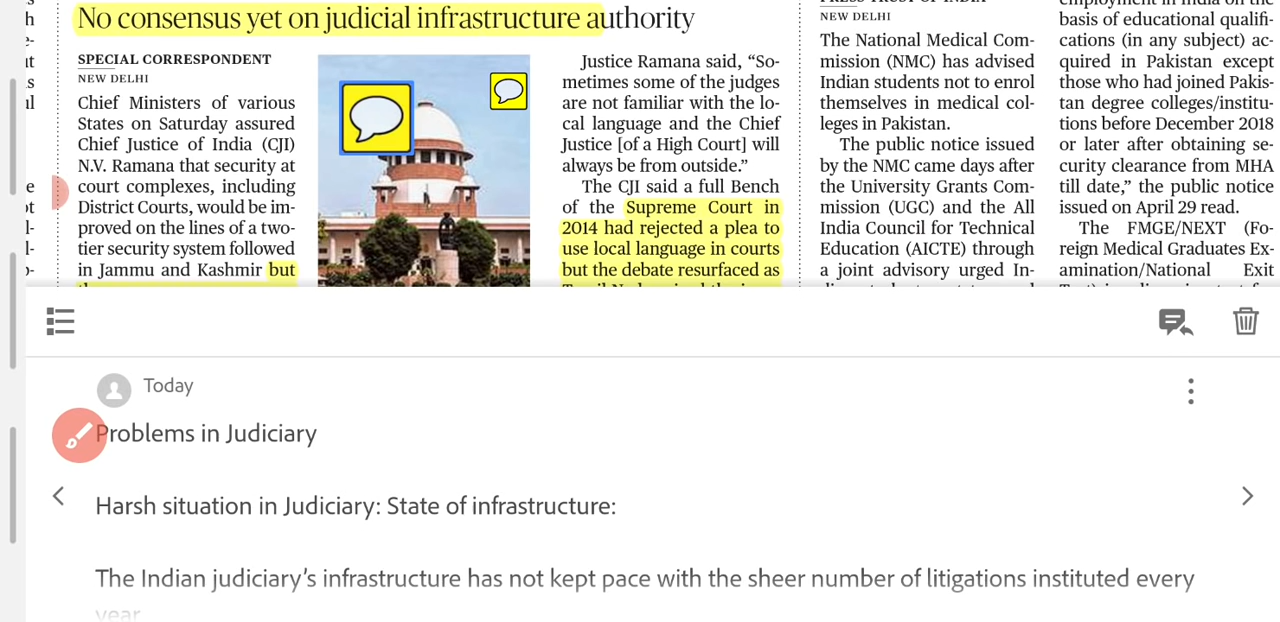 No consensus yet on judicial infrastructure authority
SPECIAL CORRESPONDENT
NEW DELHI
Chief Ministers of various
States on Saturday assured
Chief Justice of India (CJI)
N.V. Ramana that security at
court complexes, including
District Courts, would be im-
proved on the lines of a two-
tier security system followed
in Jammu and Kashmir but
Justice Ramana said, “So-
metimes some of the judges
are not familiar with the lo-
cal language and the Chief
Justice [of a High Court] will
always be from outside.”
The CJI said a full Bench
of the Supreme Court in
2014 had rejected a plea to
use local language in courts
but the debate resurfaced as
NEW DELHI
The National Medical Com-
mission (NMC) has advised
Indian students not to enrol
themselves in medical col-
leges in Pakistan.
The public notice issued
by the NMC came days after
the University Grants Com-
mission (UGC) and the All
India Council for Technical
Education (AICTE) through
a joint advisory urged In-
employment in India on the
basis of educational qualifi-
cations (in any subject) ac-
quired in Pakistan except
those who had joined Pakis-
tan degree colleges/institu-
tions before December 2018
or later after obtaining se-
curity clearance from MHA
till date,” the public notice
issued on April 29 read.
The FMGE/NEXT (Fo-
reign Medical Graduates Ex-
amination/National Exit
Today
Problems in Judiciary
Harsh situation in Judiciary: State of infrastructure:
The Indian judiciary’s infrastructure has not kept pace with the sheer number of litigations instituted every
year